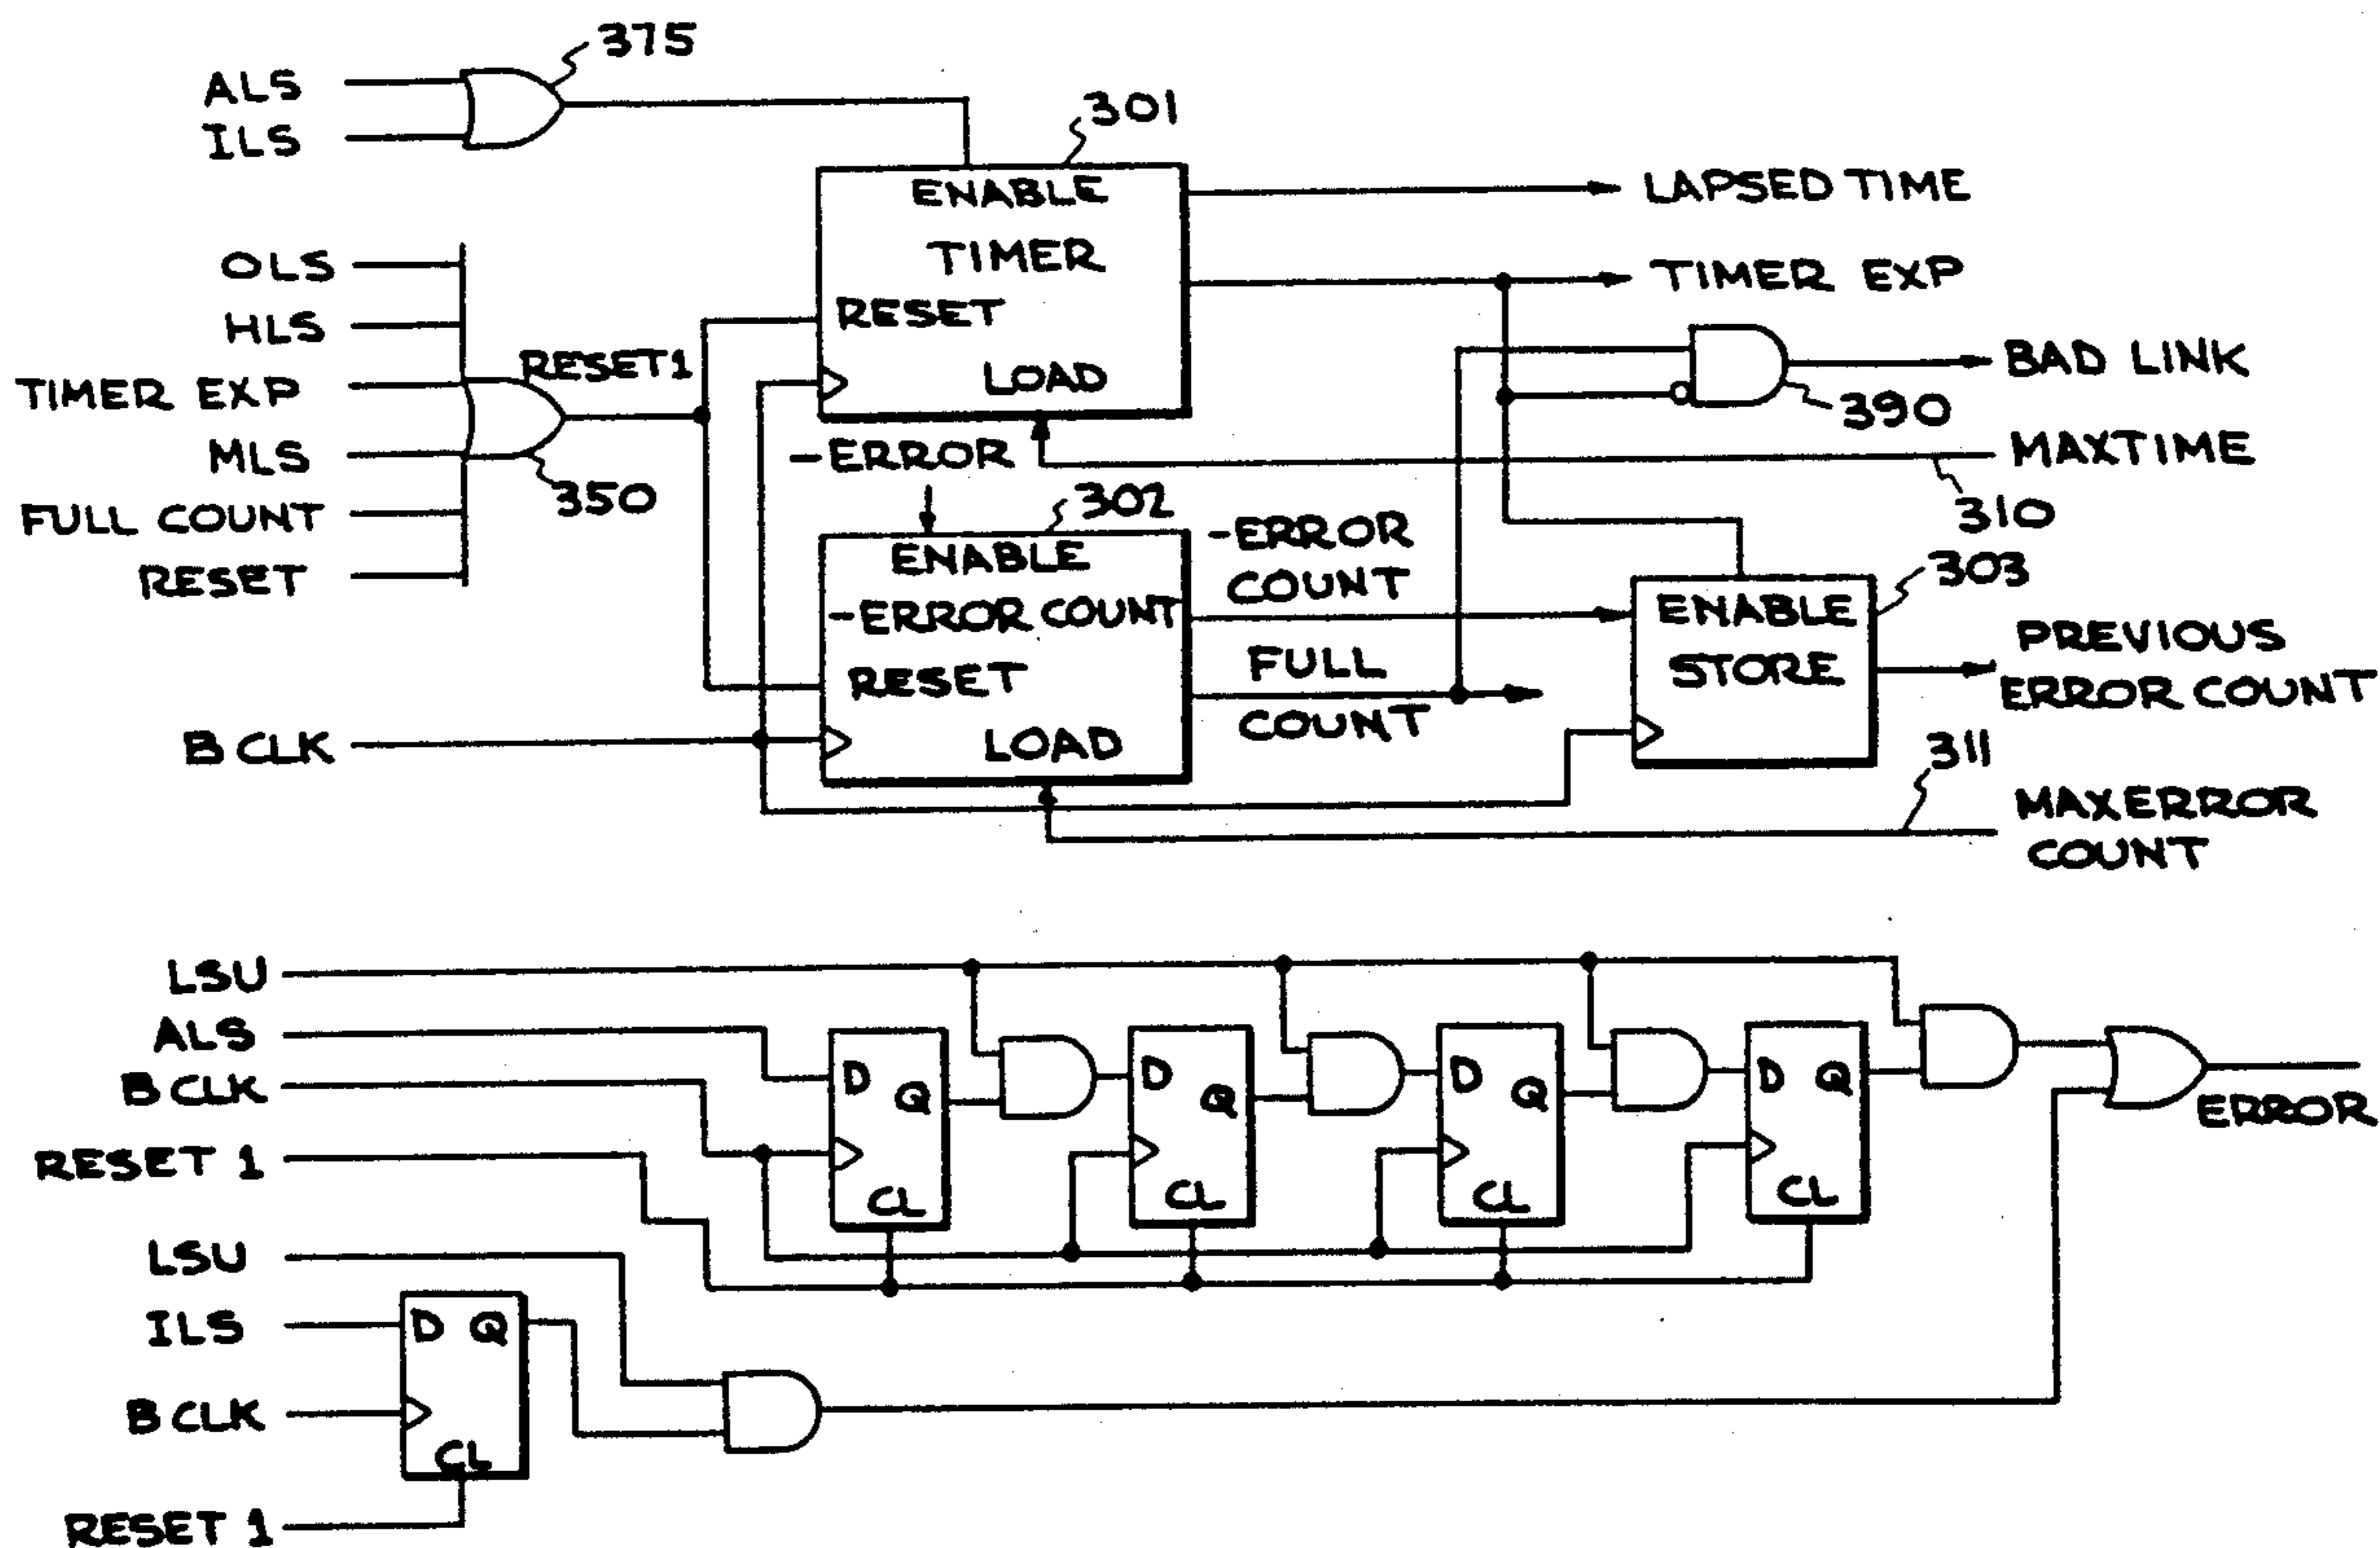 375
ALS
ILS
301
ENABLE
TIMER
RESET
LOAD
LAPSED TIME
TIMER EXP
OLS
HLS
TIMER EXP
MLS
FULL COUNT
RESET
RESET1
350
BAD LINK
390
MAXTIME
310
-ERROR
302
ENABLE
-ERROR COUNT
RESET
LOAD
-ERROR
COUNT
FULL
COUNT
303
ENABLE
STORE
PREVIOUS
ERROR COUNT
B CLK
311
MAXERROR
COUNT
LSU
ALS
B CLK
RESET 1
D
Q
CL
D
Q
CL
D
Q
CL
D
Q
CL
ERROR
LSU
ILS
B CLK
D Q
CL
RESET 1